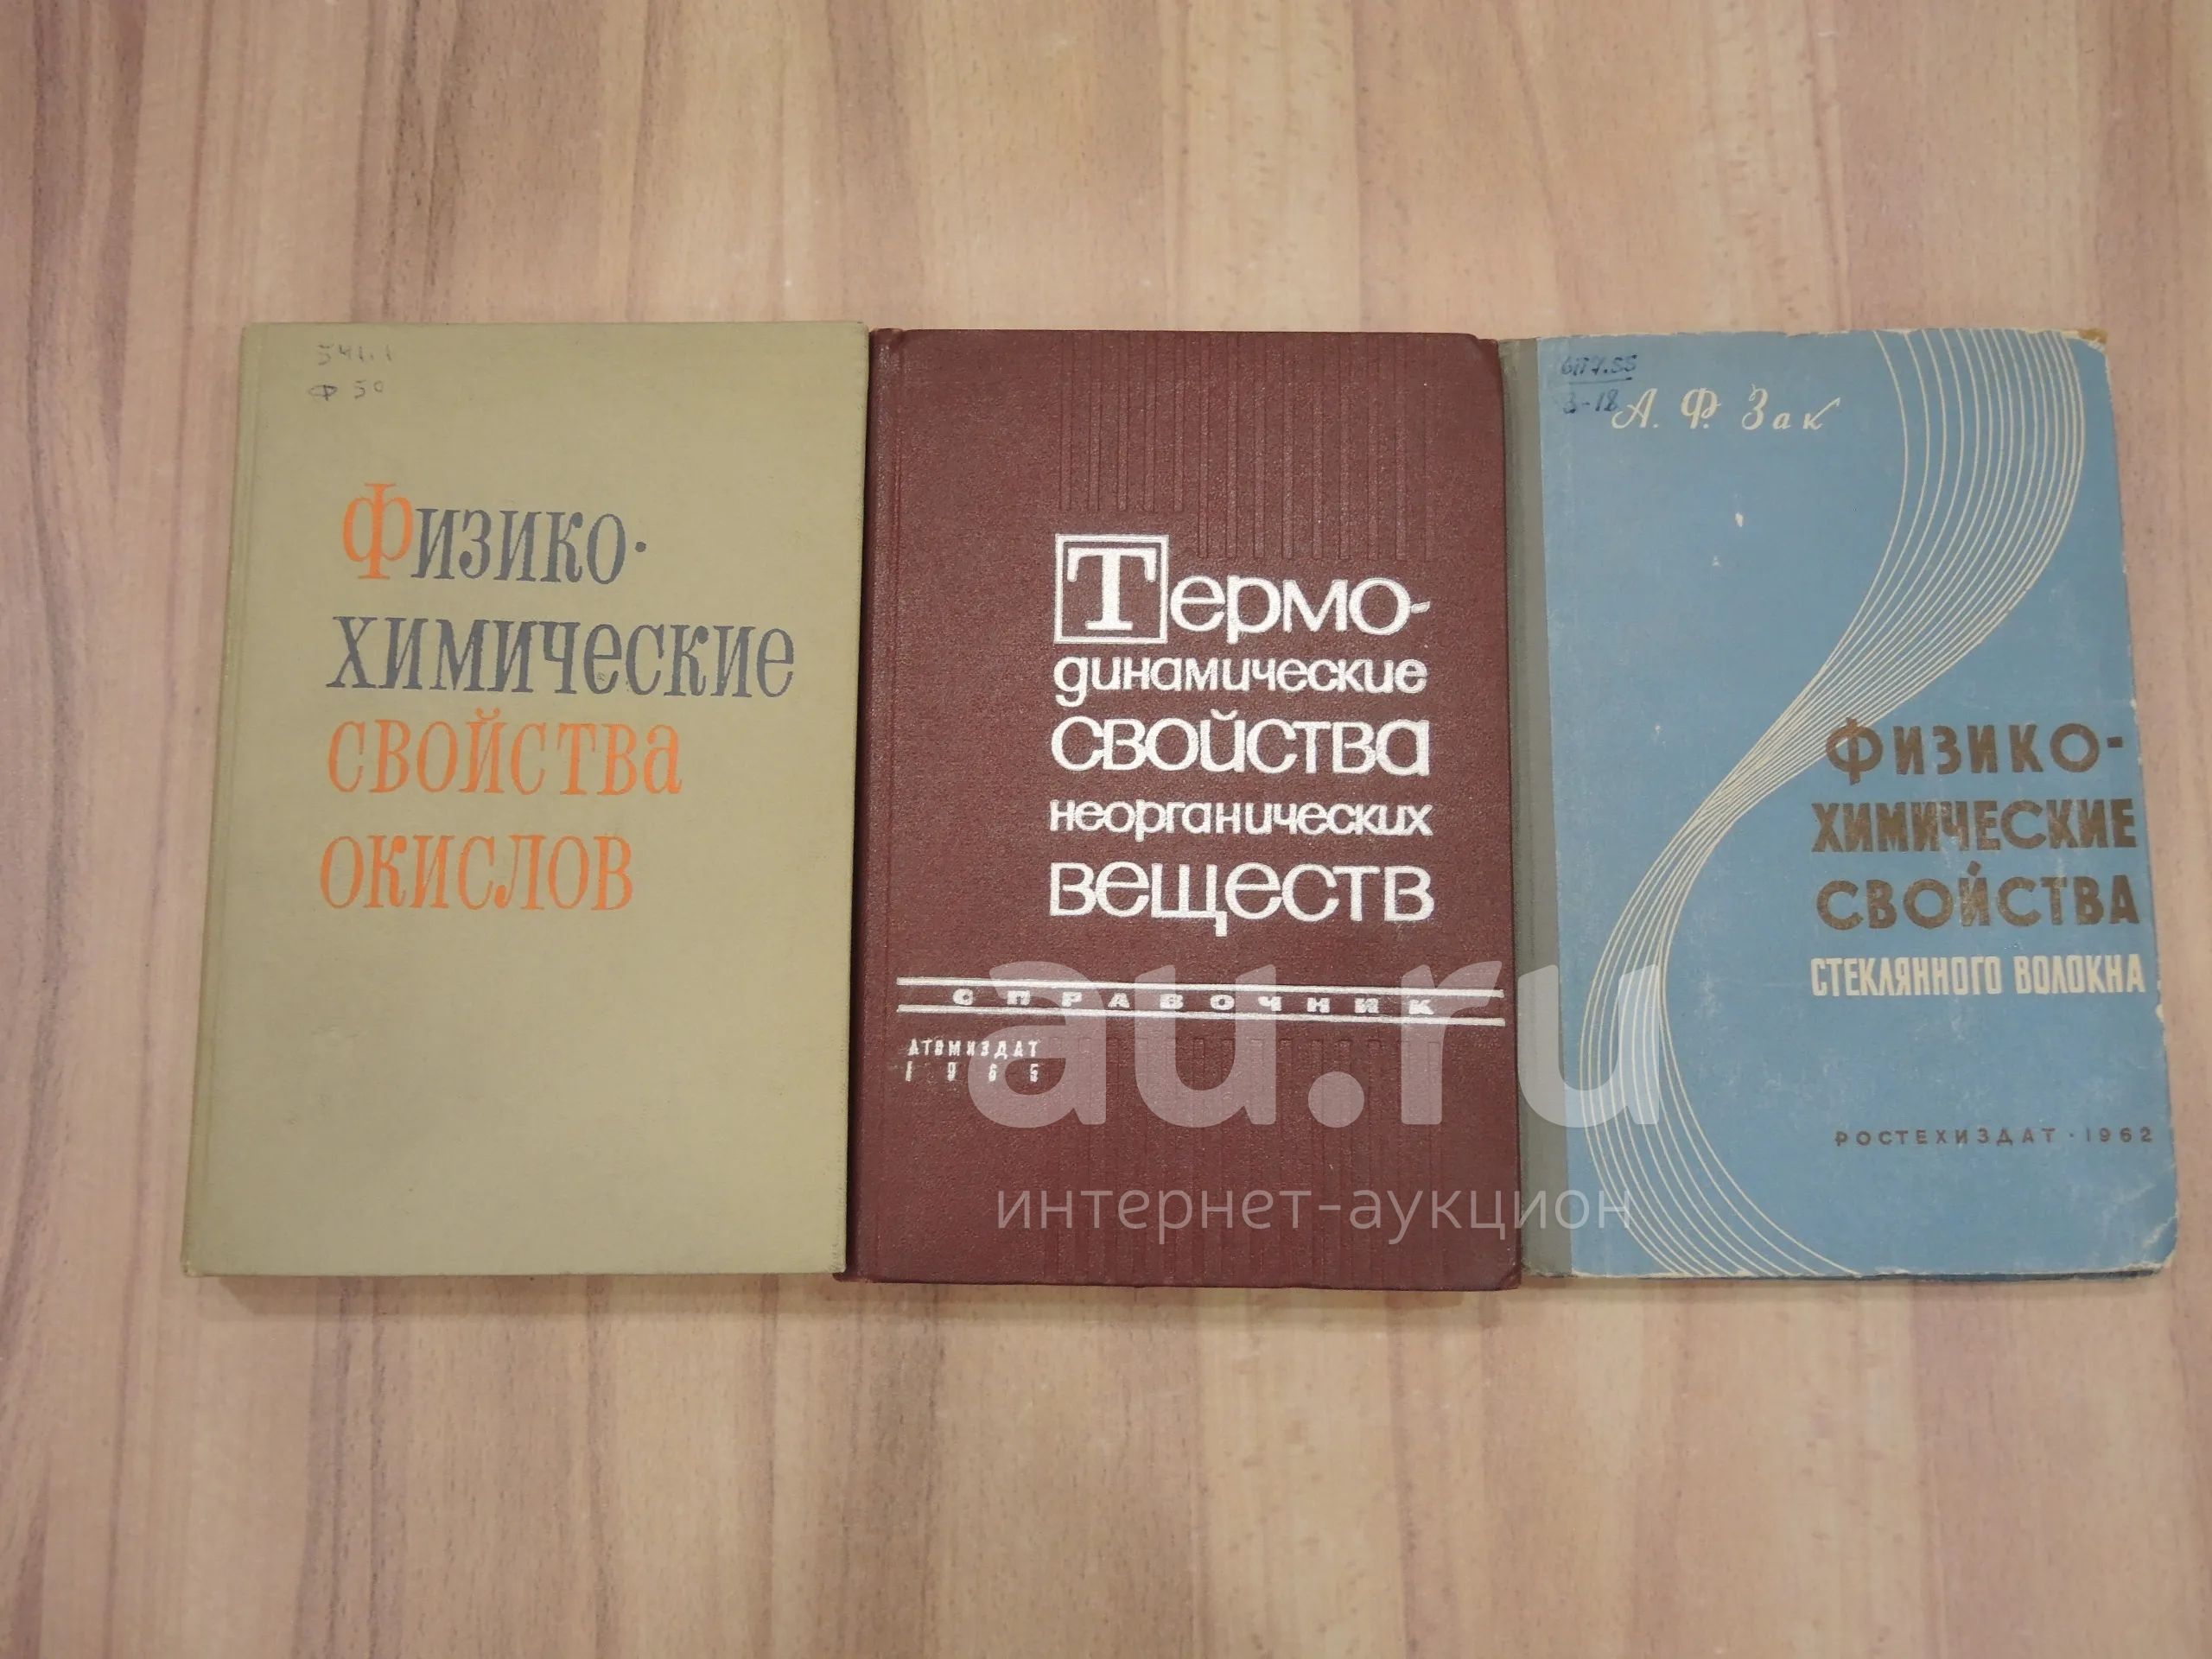 541.1
Ф 50
Физико-
химические
свойства
окислов
Термо-
динамические
свойства
неорганических
веществ
СПРАВОЧНИК
АТОМИЗДАТ
1965
6П7.55
З-18
А. Ф. Зак
ФИЗИКО-
ХИМИЧЕСКИЕ
СВОЙСТВА
СТЕКЛЯННОГО ВОЛОКНА
РОСТЕХИЗДАТ · 1962
au.ru
интернет-аукцион